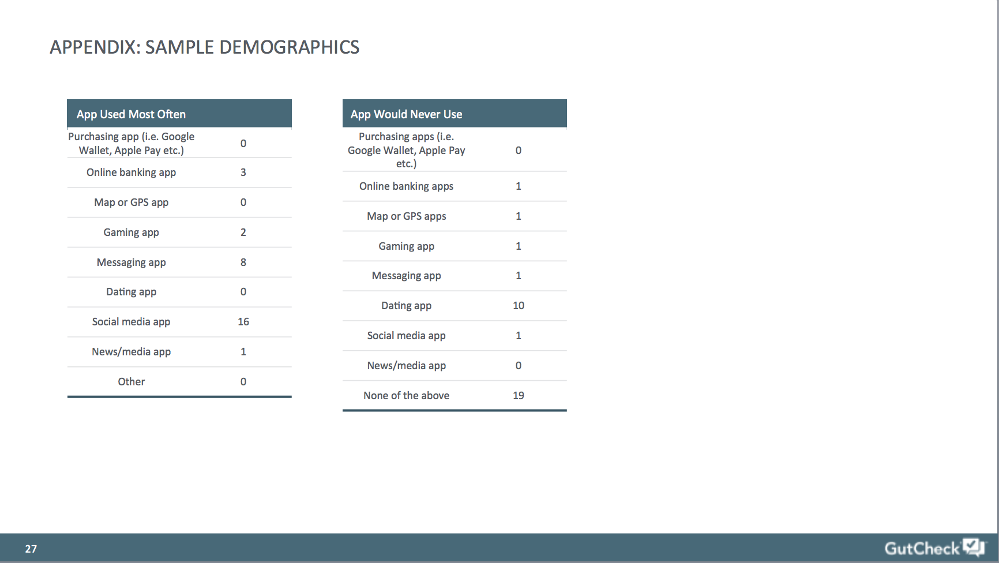 APPENDIX: SAMPLE DEMOGRAPHICS
App Used Most Often
Purchasing app (i.e. Google
Wallet, Apple Pay etc.) 0
Online banking app 3
Map or GPS app 0
Gaming app 2
Messaging app 8
Dating app 0
Social media app 16
News/media app 1
Other 0
App Would Never Use
Purchasing apps (i.e.
Google Wallet, Apple Pay 0
etc.)
Online banking apps 1
Map or GPS apps 1
Gaming app 1
Messaging app 1
Dating app 10
Social media app 1
News/media app 0
None of the above 19
27
GutCheck